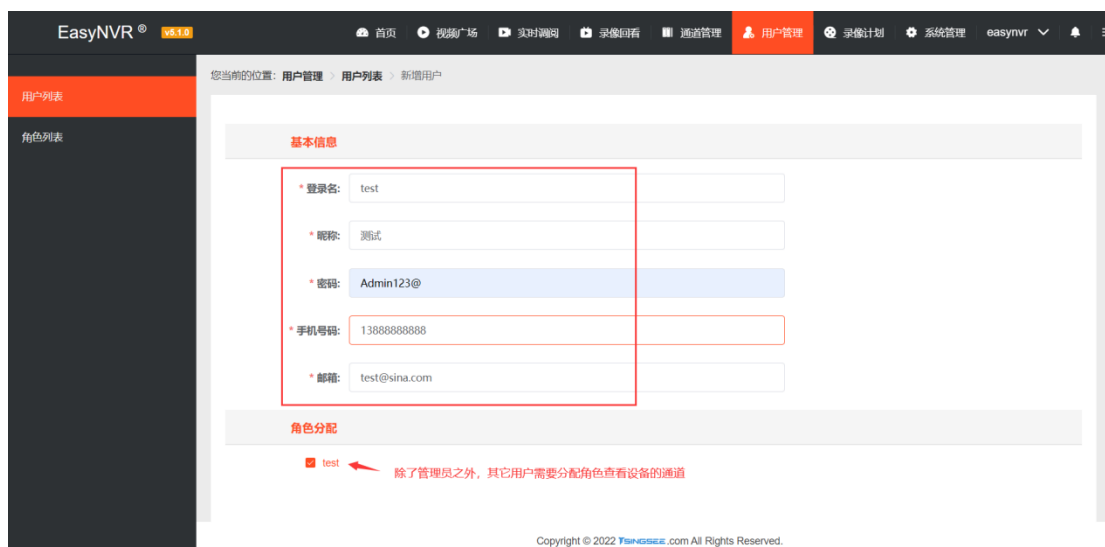 EasyNVR ® v5.1.0 首页 视频广场 实时调阅 录像回看 通道管理 用户管理 录像计划 系统管理 easynvr
您当前的位置: 用户管理 > 用户列表 > 新增用户
用户列表
角色列表
基本信息
* 登录名: test
* 昵称: 测试
* 密码: Admin123@
* 手机号码: 13888888888
* 邮箱: test@sina.com
角色分配
test 除了管理员之外，其它用户需要分配角色查看设备的通道
Copyright © 2022 TSINGSEE.com All Rights Reserved.